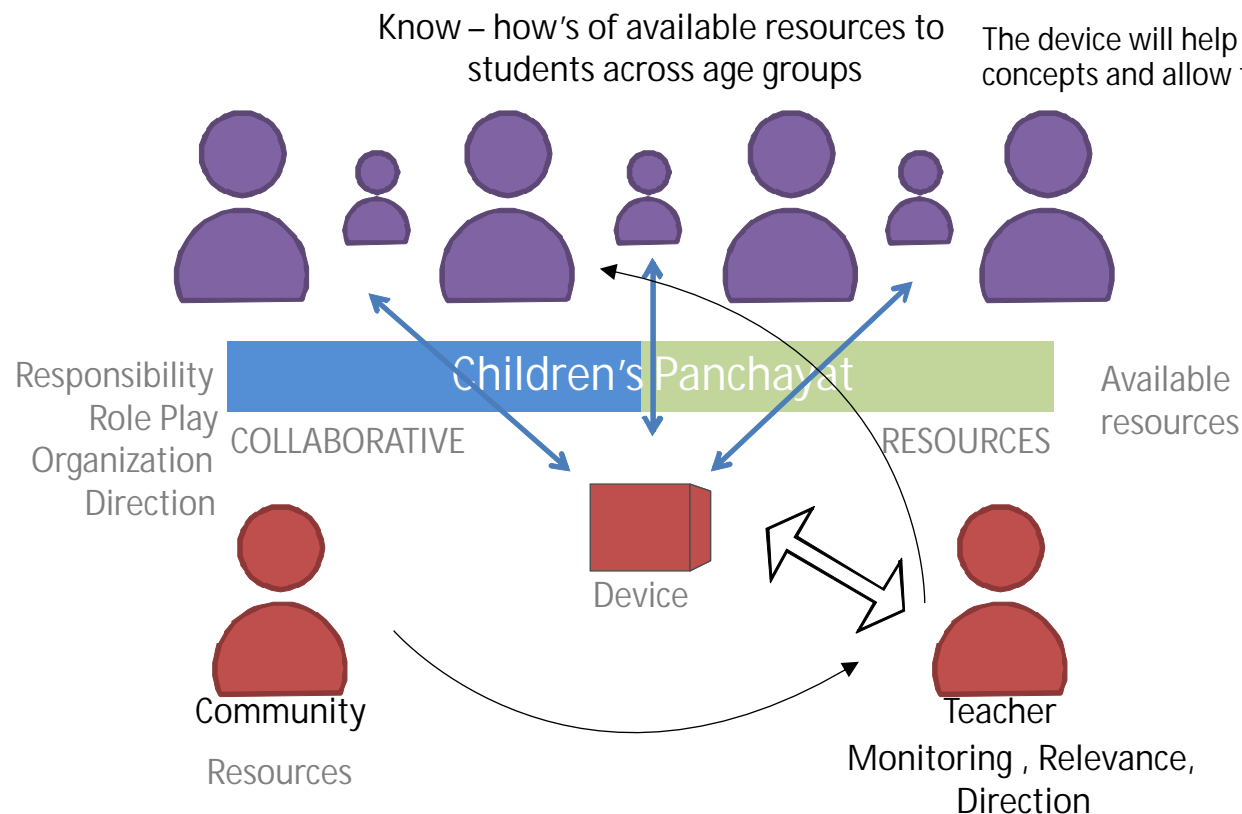 Know – how's of available resources to
students across age groups
The device will help
concepts and allow
Children's Panchayat
Responsibility
Role Play
Organization
Direction
COLLABORATIVE
RESOURCES
Available
resources
Device
Community
Resources
Teacher
Monitoring , Relevance,
Direction